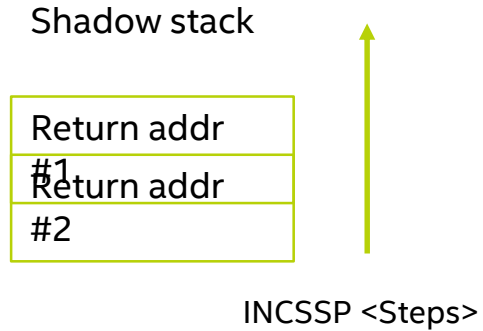 Shadow stack
Return addr
#1
Return addr
#2
INCSSP <Steps>